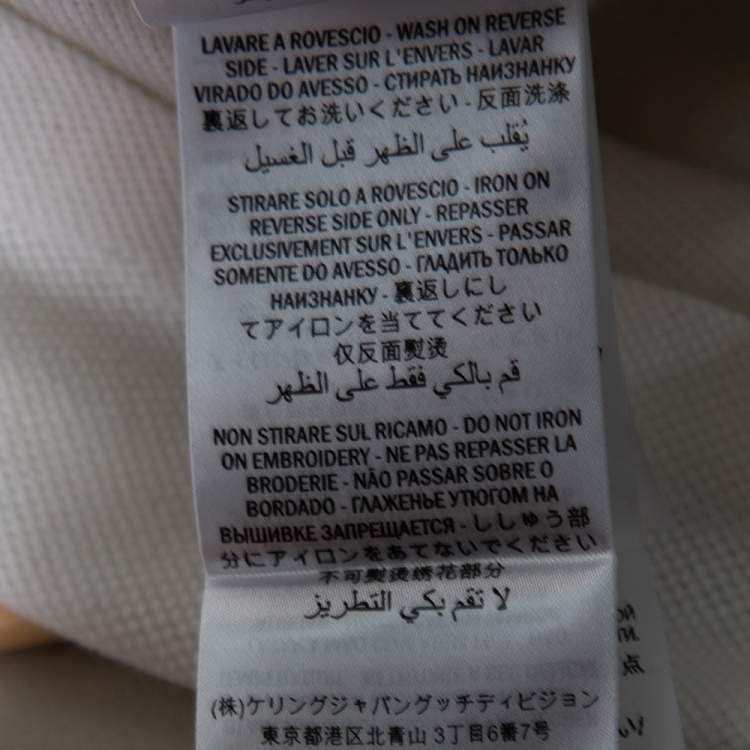 LAVARE A ROVESCIO - WASH ON REVERSE
SIDE - LAVER SUR L'ENVERS - LAVAR
VIRADO DO AVESSO - СТИРАТЬ НАИЗНАНКУ
裏返してお洗いください - 反面洗涤
يُقلب على الظهر قبل الغسيل
STIRARE SOLO A ROVESCIO - IRON ON
REVERSE SIDE ONLY - REPASSER
EXCLUSIVEMENT SUR L'ENVERS - PASSAR
SOMENTE DO AVESSO - ГЛАДИТЬ ТОЛЬКО
НАИЗНАНКУ - 裏返しにし
てアイロンを当ててください
仅反面熨烫
قم بالكي فقط على الظهر
NON STIRARE SUL RICAMO - DO NOT IRON
ON EMBROIDERY - NE PAS REPASSER LA
BRODERIE - NÃO PASSAR SOBRE O
BORDADO - ГЛАЖЕНЬЕ УТЮГОМ НА
ВЫШИВКЕ ЗАПРЕЩАЕТСЯ - ししゅう部
分にアイロンをあてないでください
不可熨烫绣花部分
لا تقم بكي التطريز
(株)ケリングジャパングッチディビジョン
東京都港区北青山 3丁目6番7号
点